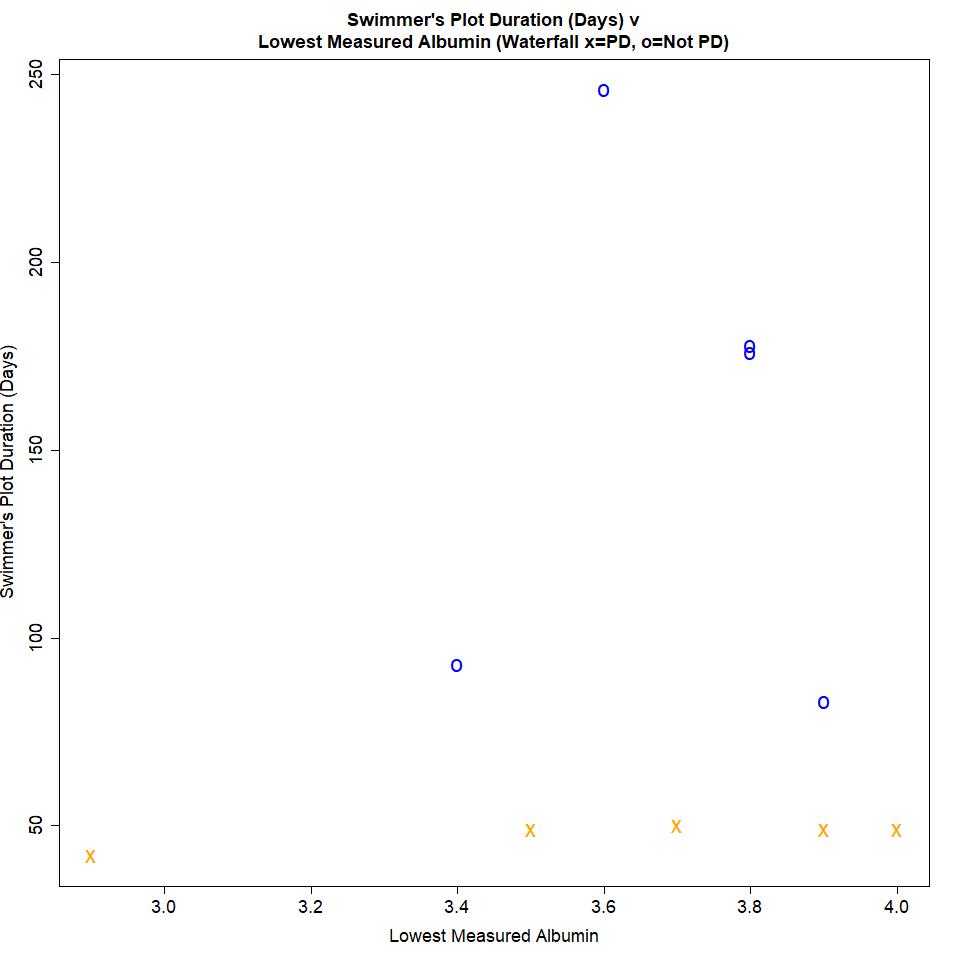 Swimmer's Plot Duration (Days) v
Lowest Measured Albumin (Waterfall x=PD, o=Not PD)
Swimmer's Plot Duration (Days)
250
200
150
100
50
o
o
o
o
o
x
x
x
x
x
3.0 3.2 3.4 3.6 3.8 4.0
Lowest Measured Albumin